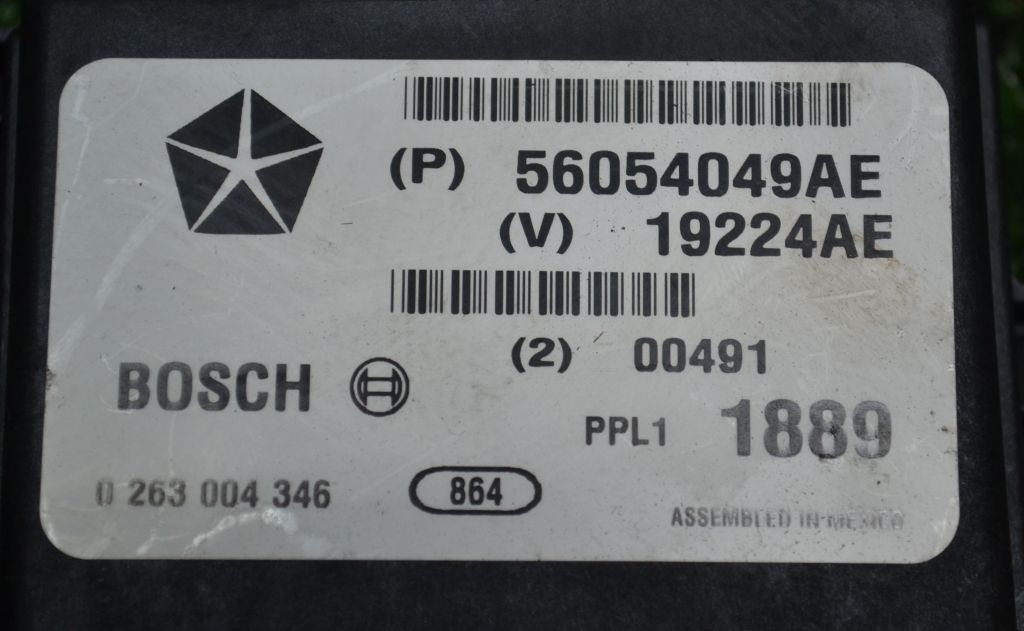 (P) 56054049AE
(V) 19224AE
(2) 00491
BOSCH
PPL1 1889
0 263 004 346
864
ASSEMBLED IN MEXICO